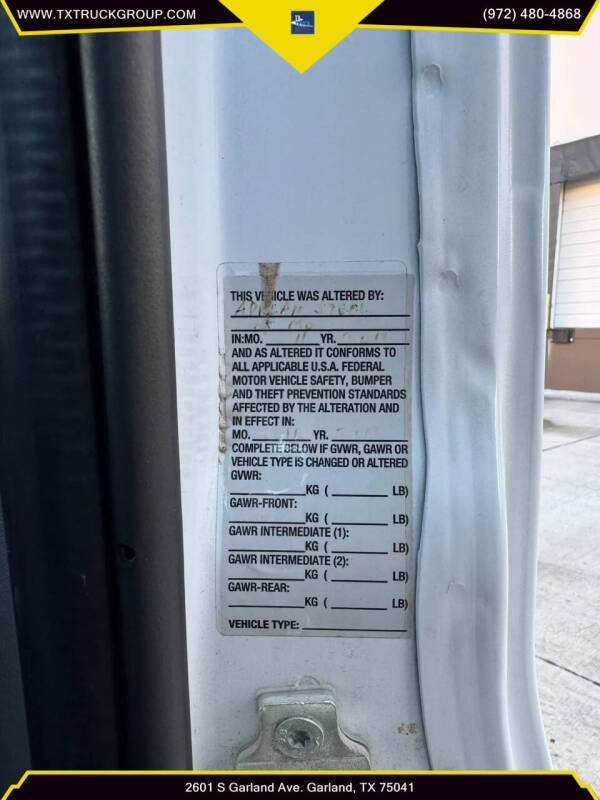 WWW.TXTRUCKGROUP.COM
(972) 480-4868
THIS VEHICLE WAS ALTERED BY:
IN:MO. 11 YR.
AND AS ALTERED IT CONFORMS TO
ALL APPLICABLE U.S.A. FEDERAL
MOTOR VEHICLE SAFETY, BUMPER
AND THEFT PREVENTION STANDARDS
AFFECTED BY THE ALTERATION AND
IN EFFECT IN:
MO. YR.
COMPLETE BELOW IF GVWR, GAWR OR
VEHICLE TYPE IS CHANGED OR ALTERED
GVWR:
KG ( LB)
GAWR-FRONT:
KG ( LB)
GAWR INTERMEDIATE (1):
KG ( LB)
GAWR INTERMEDIATE (2):
KG ( LB)
GAWR-REAR:
KG ( LB)
VEHICLE TYPE:
2601 S Garland Ave. Garland, TX 75041